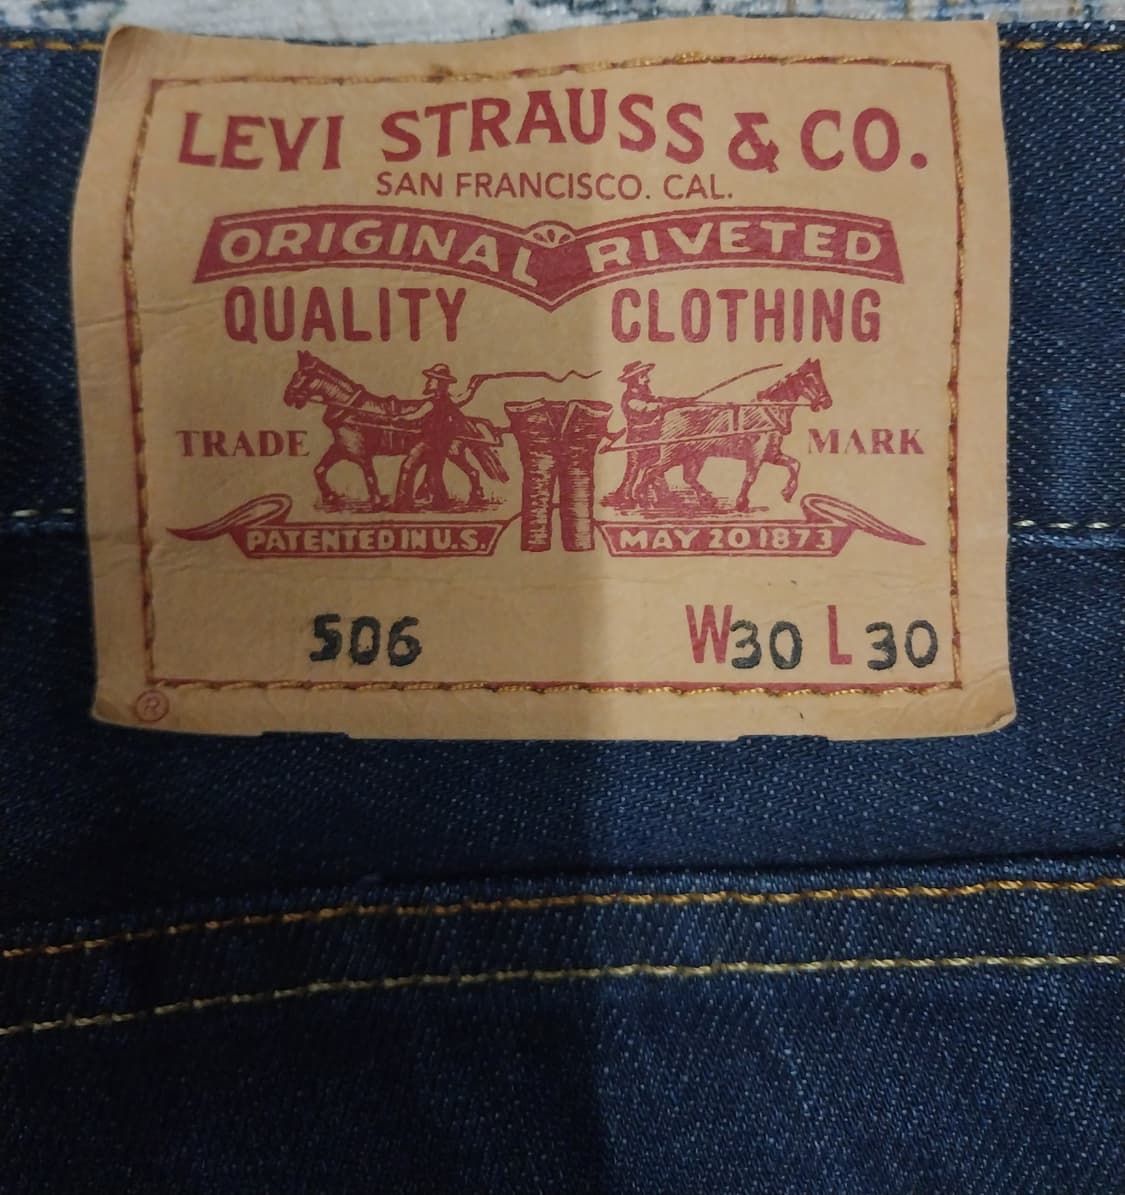 LEVI STRAUSS & CO.
SAN FRANCISCO. CAL.
ORIGINAL RIVETED
QUALITY CLOTHING
TRADE MARK
PATENTED IN U.S. MAY 20 1873
506 W30 L30
®